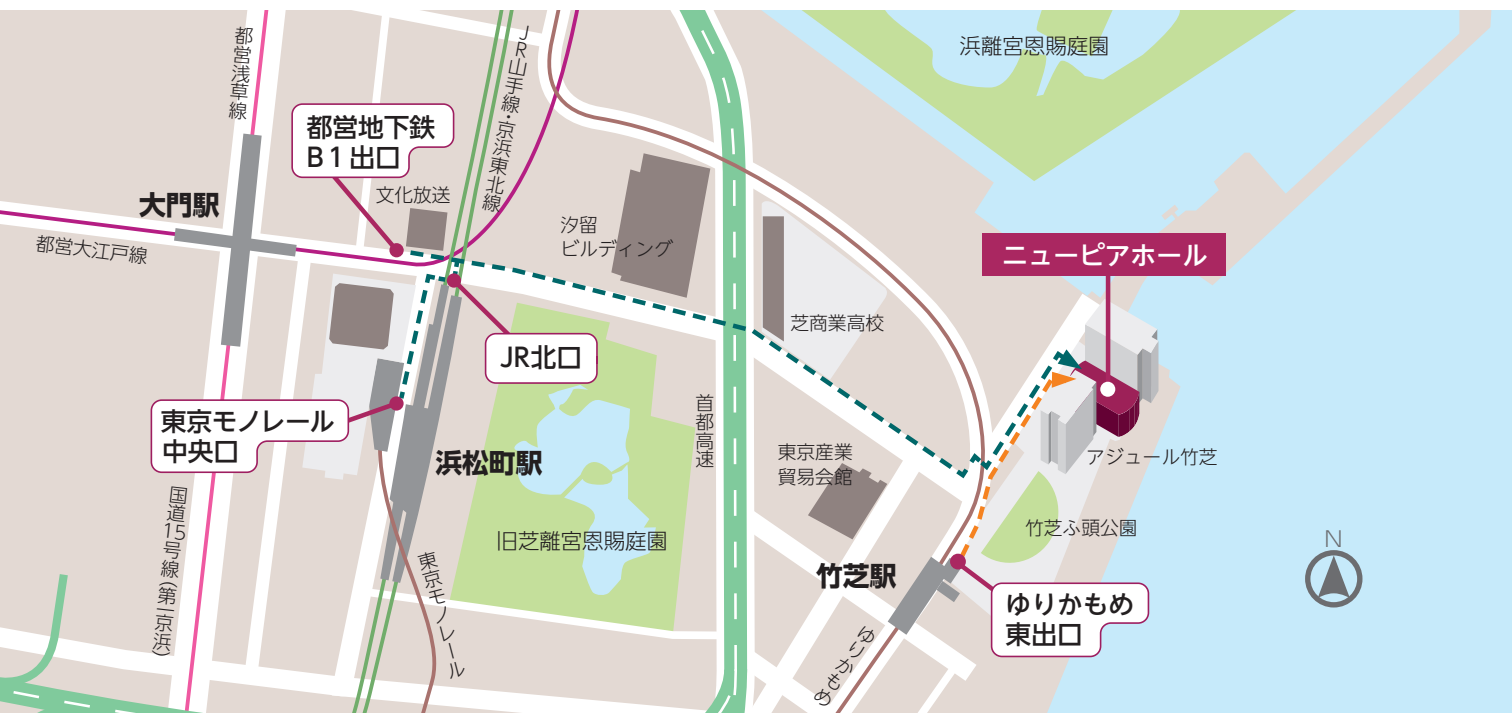 浜離宮恩賜庭園
都営浅草線
JR山手線・京浜東北線
都営地下鉄
B1出口
文化放送
大門駅
都営大江戸線
汐留
ビルディング
ニューピアホール
芝商業高校
JR北口
首都高速
東京モノレール
中央口
浜松町駅
東京産業
貿易会館
アジュール竹芝
国道15号線(第一京浜)
旧芝離宮恩賜庭園
竹芝ふ頭公園
N
東京モノレール
竹芝駅
ゆりかもめ
東出口
ゆりかもめ